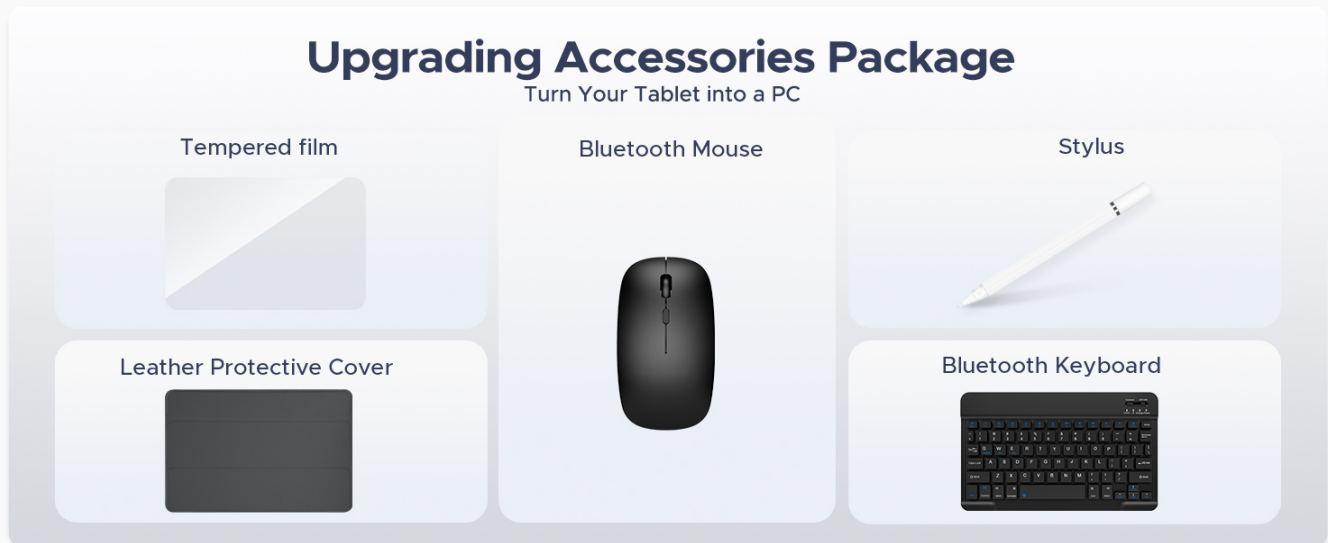 Upgrading Accessories Package
Turn Your Tablet into a PC
Tempered film
Bluetooth Mouse
Stylus
Leather Protective Cover
Bluetooth Keyboard